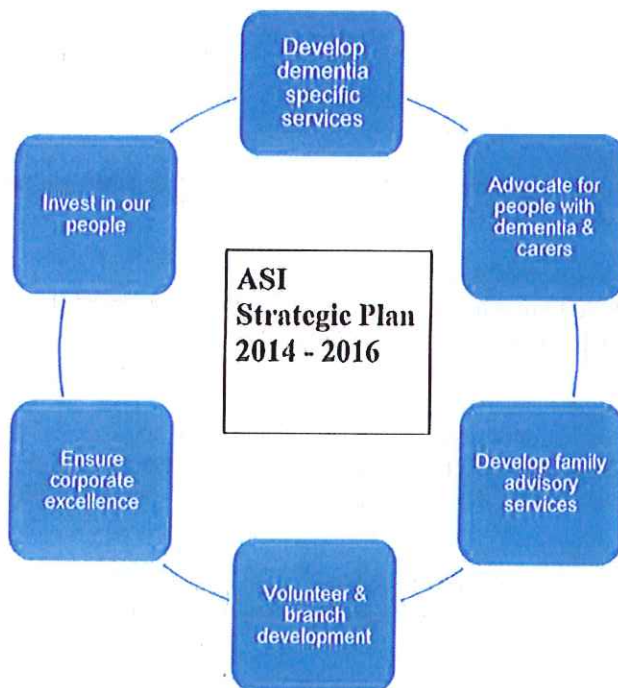 Develop
dementia
specific
services
Advocate for
people with
dementia &
carers
Develop family
advisory
services
Volunteer &
branch
development
Ensure
corporate
excellence
Invest in our
people
ASI
Strategic Plan
2014 - 2016